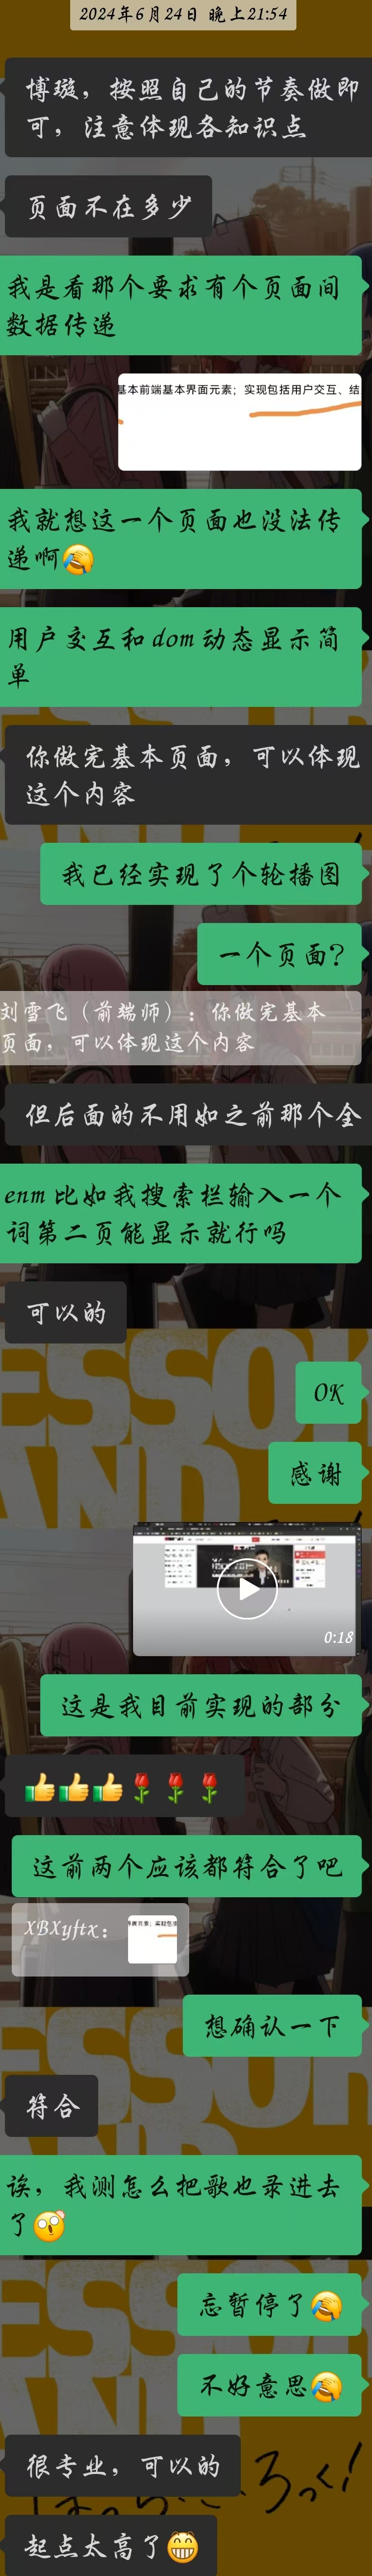 2024年6月24日 晚上21:54
博璇，按照自己的节奏做即
可，注意体现各知识点
页面不在多少
我是看那个要求有个页面间
数据传递
基本前端基本界面元素；实现包括用户交互、结
我就想这一个页面也没法传
递啊😂
用户交互和dom动态显示简
单
你做完基本页面，可以体现
这个内容
我已经实现了个轮播图
一个页面？
刘雪飞（前端师）：你做完基本
页面，可以体现这个内容
但后面的不用如之前那个全
enm比如我搜索栏输入一个
词第二页能显示就行吗
可以的
OK
感谢
0:18
这是我目前实现的部分
👍👍👍🌹🌹🌹
这前两个应该都符合了吧
XBXyftx：
想确认一下
符合
诶，我测怎么把歌也录进去
了😲
忘暂停了😂
不好意思😂
很专业，可以的
起点太高了😁